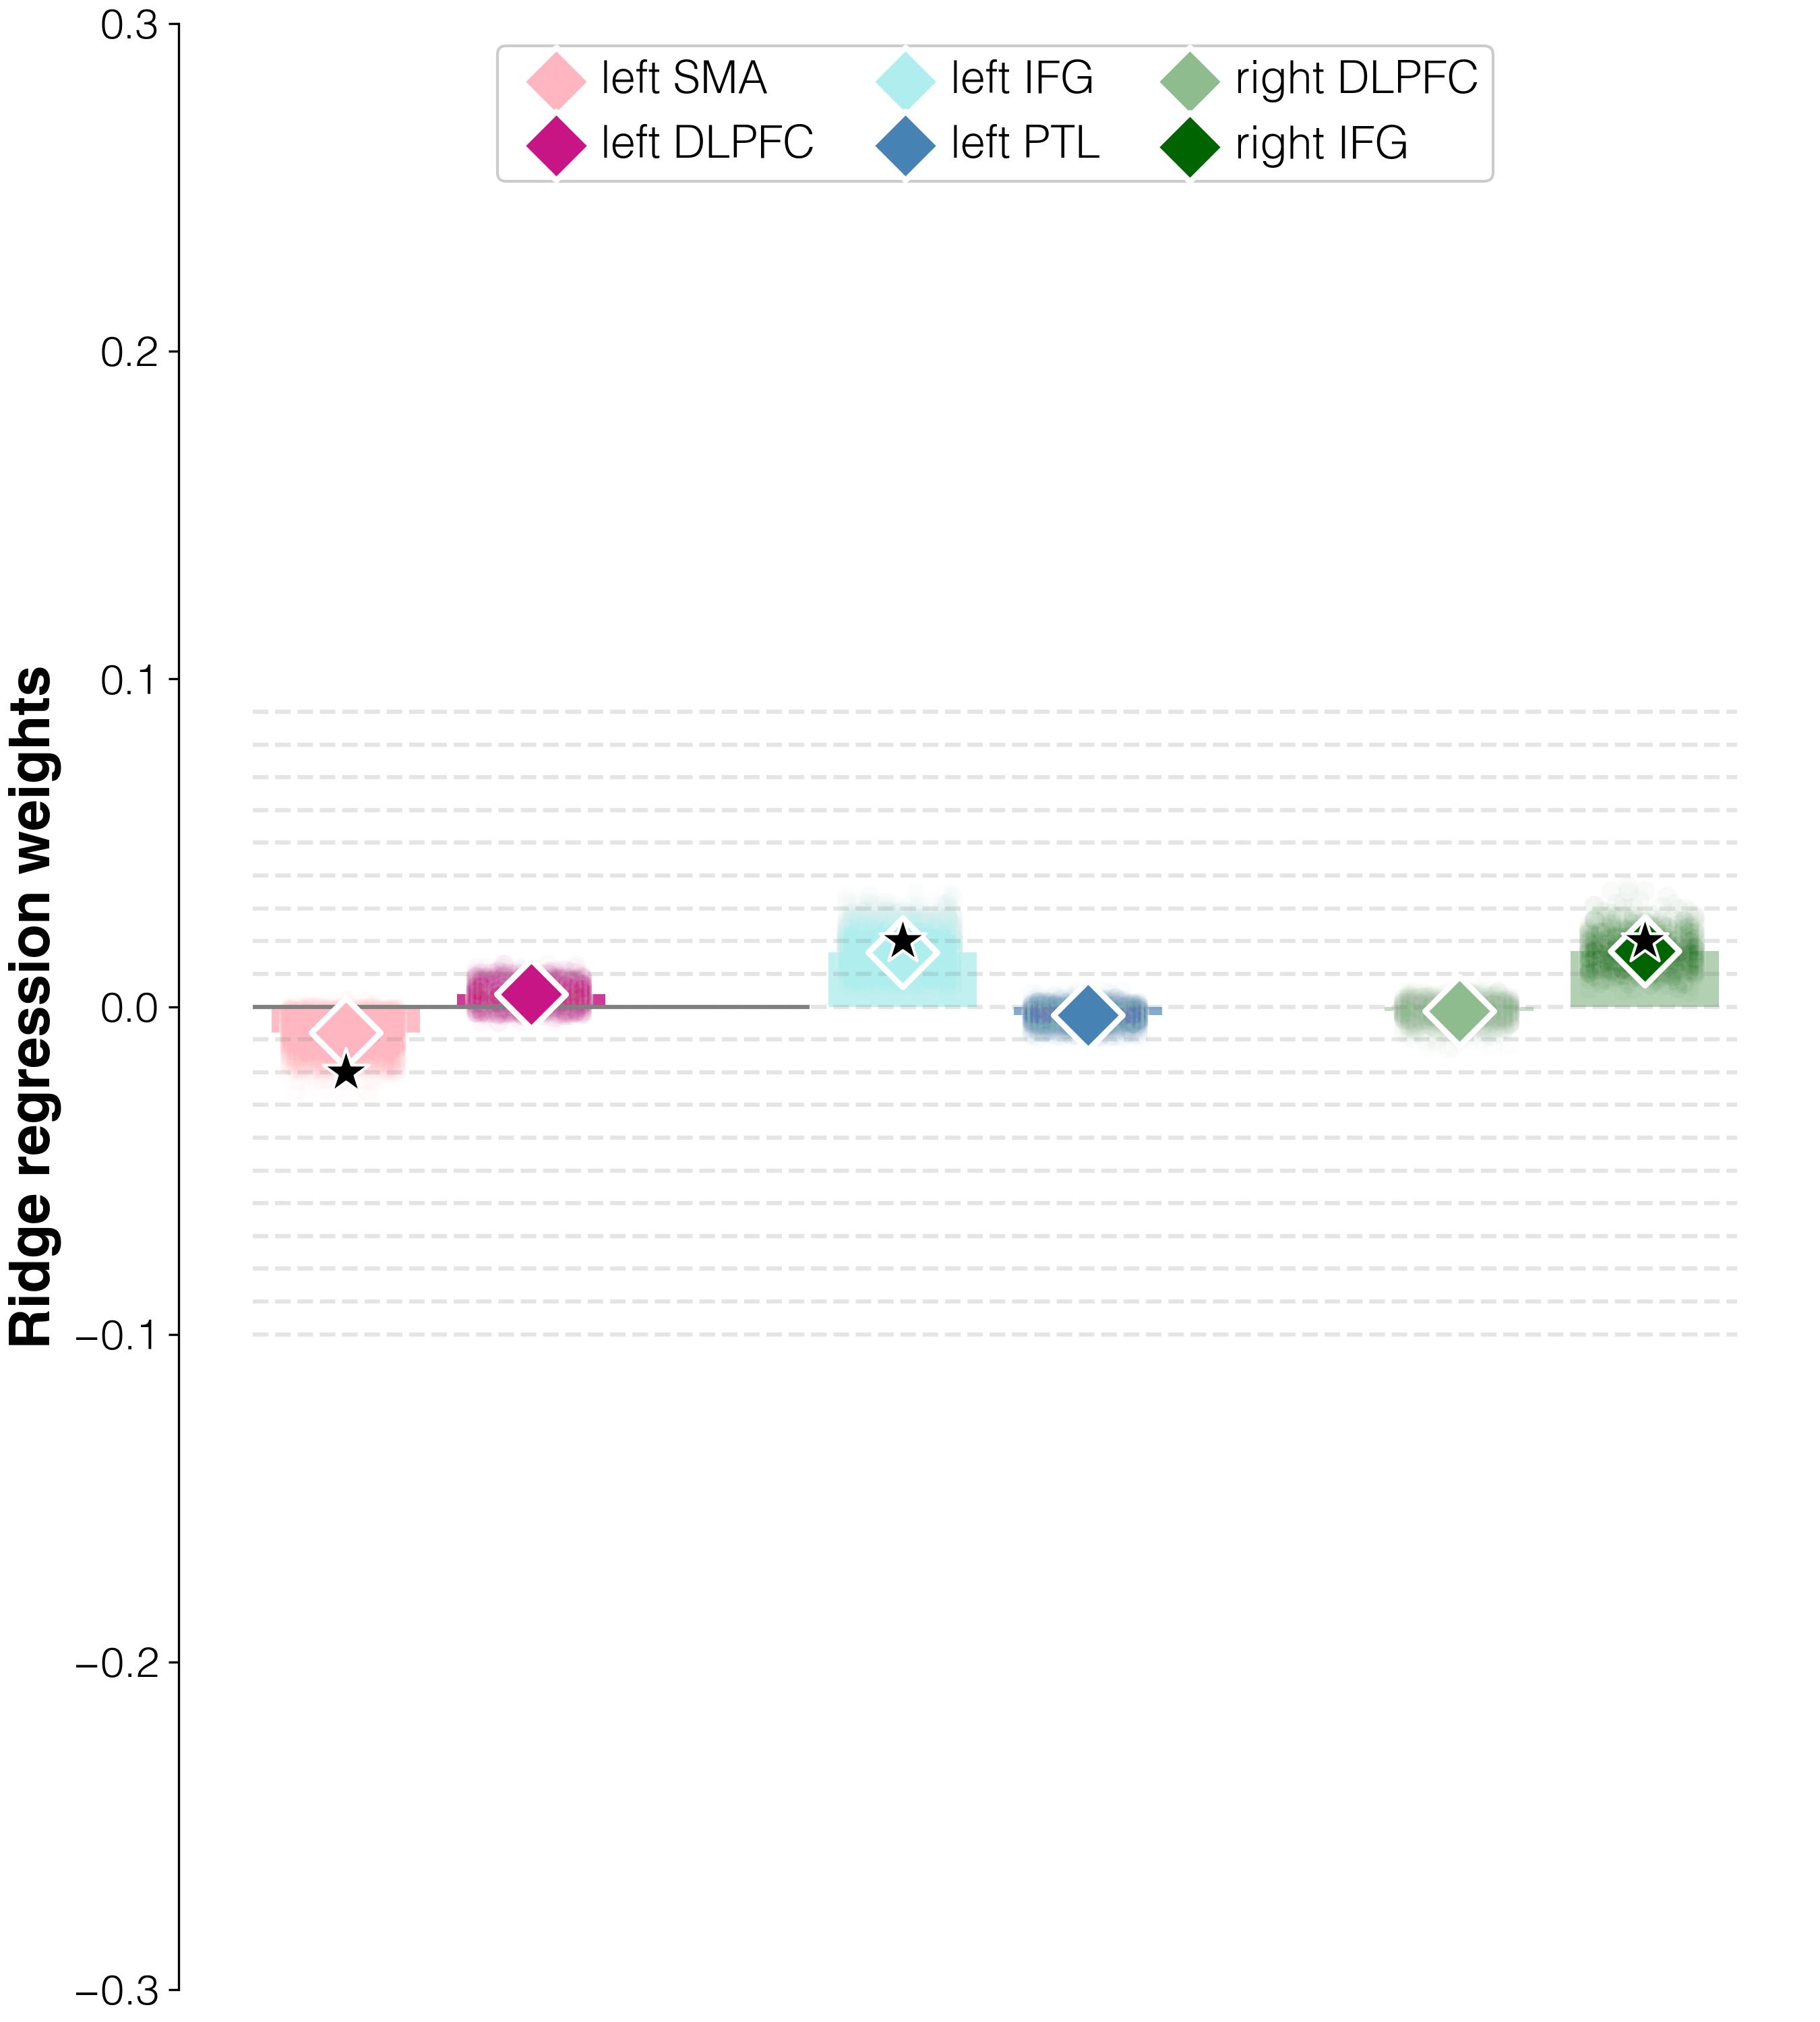 0.3
left SMA left IFG right DLPFC
left DLPFC left PTL right IFG
0.2
0.1
Ridge regression weights
0.0
−0.1
−0.2
−0.3